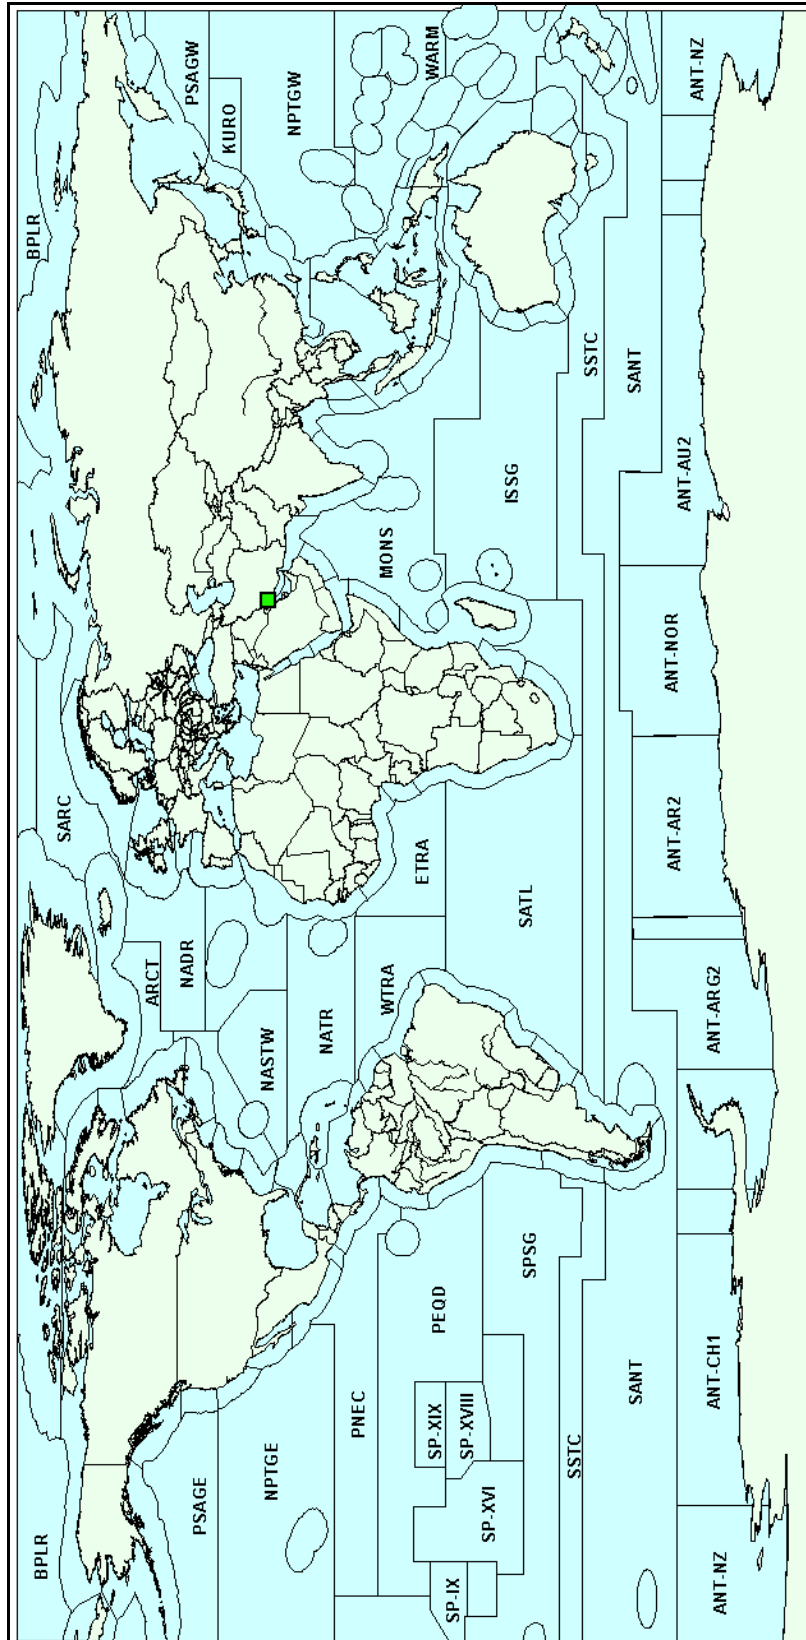 BPLR
PSAGW
KURO
NPTGW
WARM
ANT-NZ
SSTC
SANT
MONS
ISSG
ANT-AU2
ANT-NOR
SARC
ETRA
SATL
ANT-AR2
ARCT
NADR
NASTW
NATR
WTRA
ANT-ARG2
SPSG
PEQD
PNEC
SP-XIX
SP-XVIII
SP-XVI
SP-IX
SSTC
SANT
ANT-CH1
BPLR
PSAGE
NPTGE
ANT-NZ